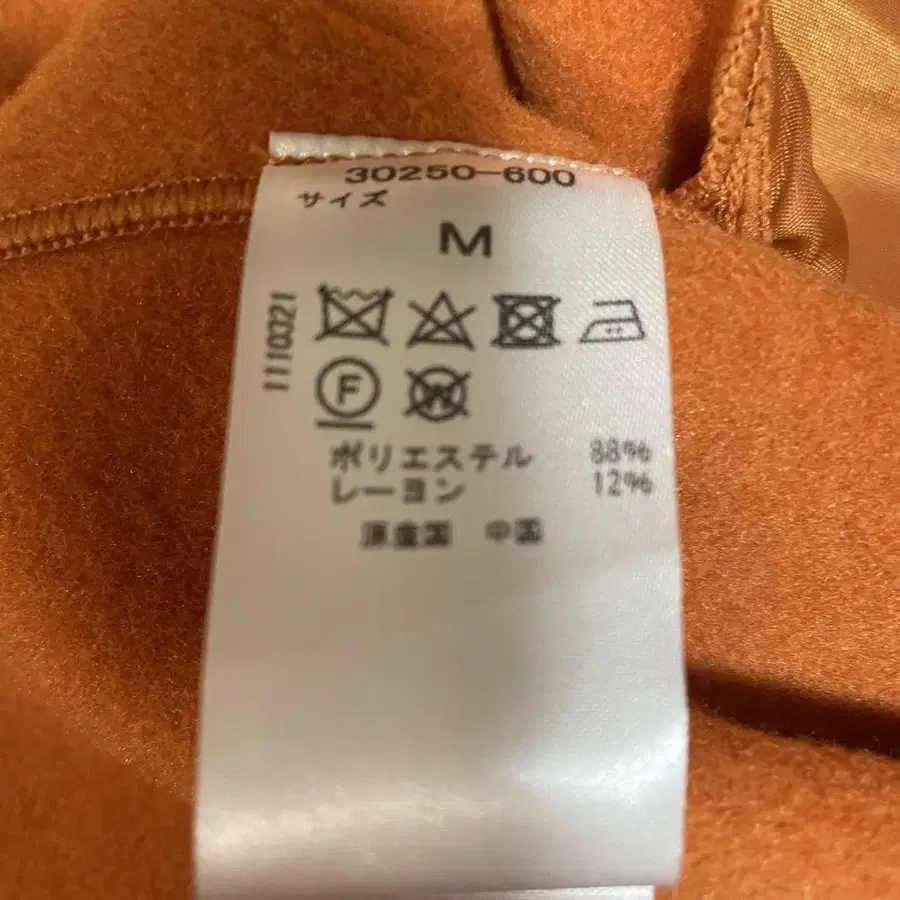 30250-600
サイズ
M
1110321
F
W
ポリエステル 88%
レーヨン 12%
原産国 中国